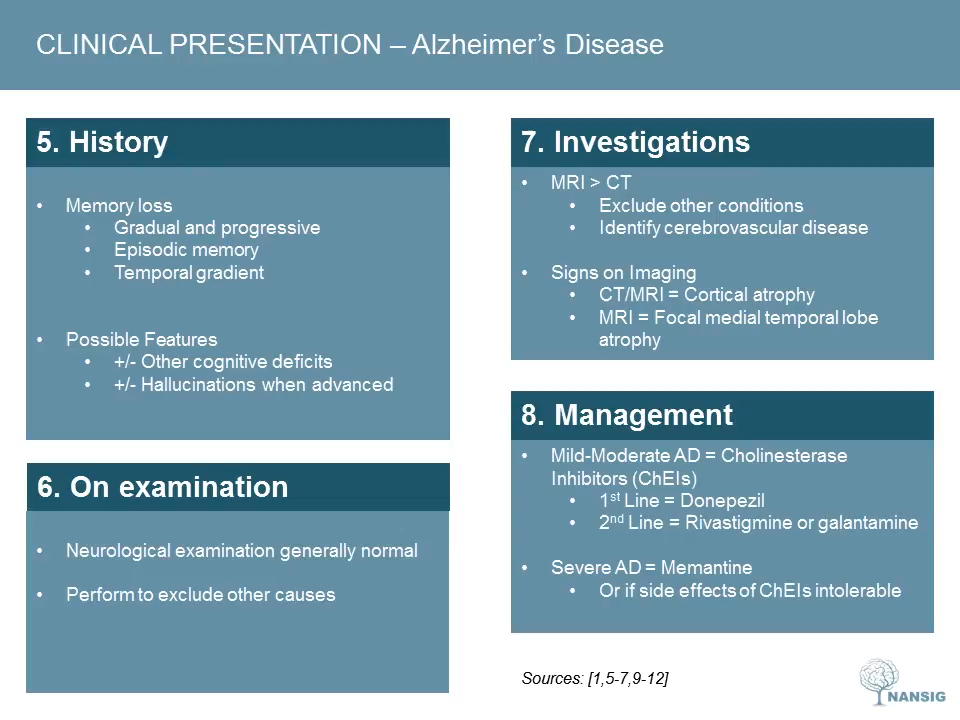 CLINICAL PRESENTATION – Alzheimer’s Disease
5. History
• Memory loss
• Gradual and progressive
• Episodic memory
• Temporal gradient
• Possible Features
• +/- Other cognitive deficits
• +/- Hallucinations when advanced
6. On examination
• Neurological examination generally normal
• Perform to exclude other causes
7. Investigations
• MRI > CT
• Exclude other conditions
• Identify cerebrovascular disease
• Signs on Imaging
• CT/MRI = Cortical atrophy
• MRI = Focal medial temporal lobe
atrophy
8. Management
• Mild-Moderate AD = Cholinesterase
Inhibitors (ChEIs)
• 1st Line = Donepezil
• 2nd Line = Rivastigmine or galantamine
• Severe AD = Memantine
• Or if side effects of ChEIs intolerable
Sources: [1,5-7,9-12]
NANSIG